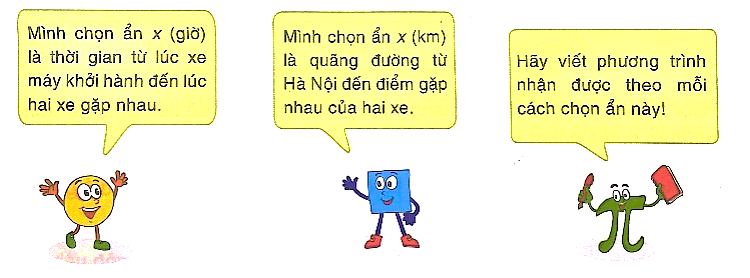 Mình chọn ẩn x (giờ)
là thời gian từ lúc xe
máy khởi hành đến lúc
hai xe gặp nhau.
Mình chọn ẩn x (km)
là quãng đường từ
Hà Nội đến điểm gặp
nhau của hai xe.
Hãy viết phương trình
nhận được theo mỗi
cách chọn ẩn này!